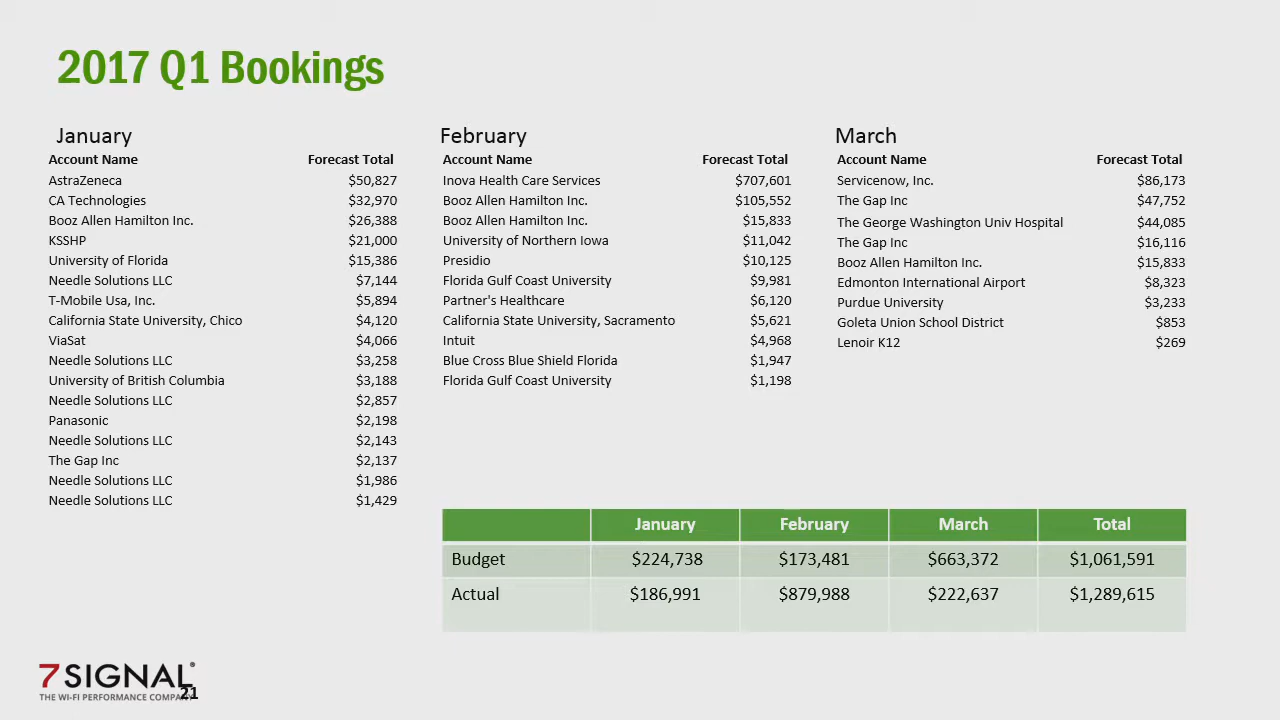 2017 Q1 Bookings
January
Account Name Forecast Total
AstraZeneca $50,827
CA Technologies $32,970
Booz Allen Hamilton Inc. $26,388
KSSHP $21,000
University of Florida $15,386
Needle Solutions LLC $7,144
T-Mobile Usa, Inc. $5,894
California State University, Chico $4,120
ViaSat $4,066
Needle Solutions LLC $3,258
University of British Columbia $3,188
Needle Solutions LLC $2,857
Panasonic $2,198
Needle Solutions LLC $2,143
The Gap Inc $2,137
Needle Solutions LLC $1,986
Needle Solutions LLC $1,429
February
Account Name Forecast Total
Inova Health Care Services $707,601
Booz Allen Hamilton Inc. $105,552
Booz Allen Hamilton Inc. $15,833
University of Northern Iowa $11,042
Presidio $10,125
Florida Gulf Coast University $9,981
Partner's Healthcare $6,120
California State University, Sacramento $5,621
Intuit $4,968
Blue Cross Blue Shield Florida $1,947
Florida Gulf Coast University $1,198
March
Account Name Forecast Total
Servicenow, Inc. $86,173
The Gap Inc $47,752
The George Washington Univ Hospital $44,085
The Gap Inc $16,116
Booz Allen Hamilton Inc. $15,833
Edmonton International Airport $8,323
Purdue University $3,233
Goleta Union School District $853
Lenoir K12 $269
January February March Total
Budget $224,738 $173,481 $663,372 $1,061,591
Actual $186,991 $879,988 $222,637 $1,289,615
7SIGNAL®
THE WI-FI PERFORMANCE COMPANY
21